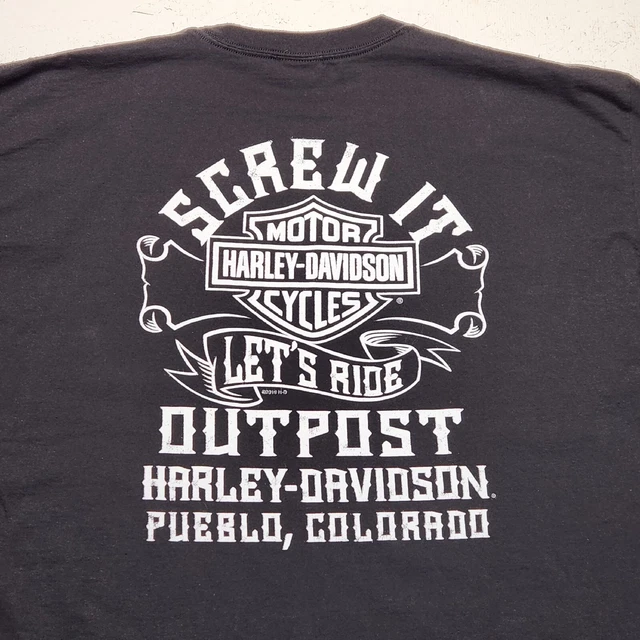 SCREW IT
MOTOR
HARLEY-DAVIDSON
CYCLES®
LET'S RIDE
OUTPOST
HARLEY-DAVIDSON®
PUEBLO, COLORADO